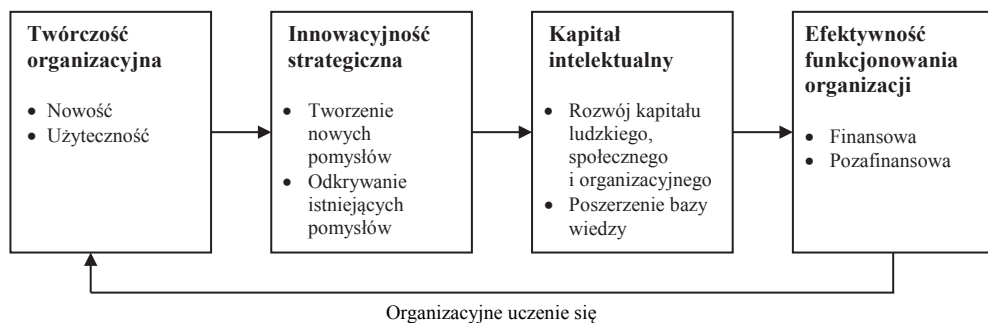 Twórczość
organizacyjna
• Nowość
• Użyteczność
Innowacyjność
strategiczna
• Tworzenie
nowych
pomysłów
• Odkrywanie
istniejących
pomysłów
Kapitał
intelektualny
• Rozwój kapitału
ludzkiego,
społecznego
i organizacyjnego
• Poszerzenie bazy
wiedzy
Efektywność
funkcjonowania
organizacji
• Finansowa
• Pozafinansowa
Organizacyjne uczenie się